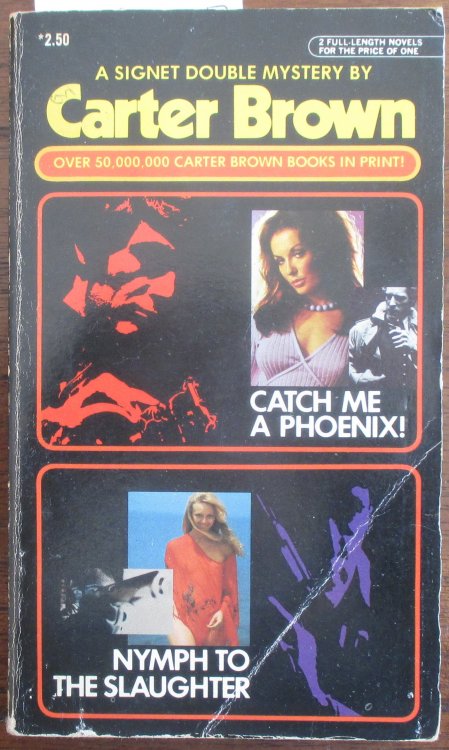 *2.50
2 FULL-LENGTH NOVELS
FOR THE PRICE OF ONE
A SIGNET DOUBLE MYSTERY BY
Carter Brown
OVER 50,000,000 CARTER BROWN BOOKS IN PRINT!
CATCH ME
A PHOENIX!
NYMPH TO
THE SLAUGHTER